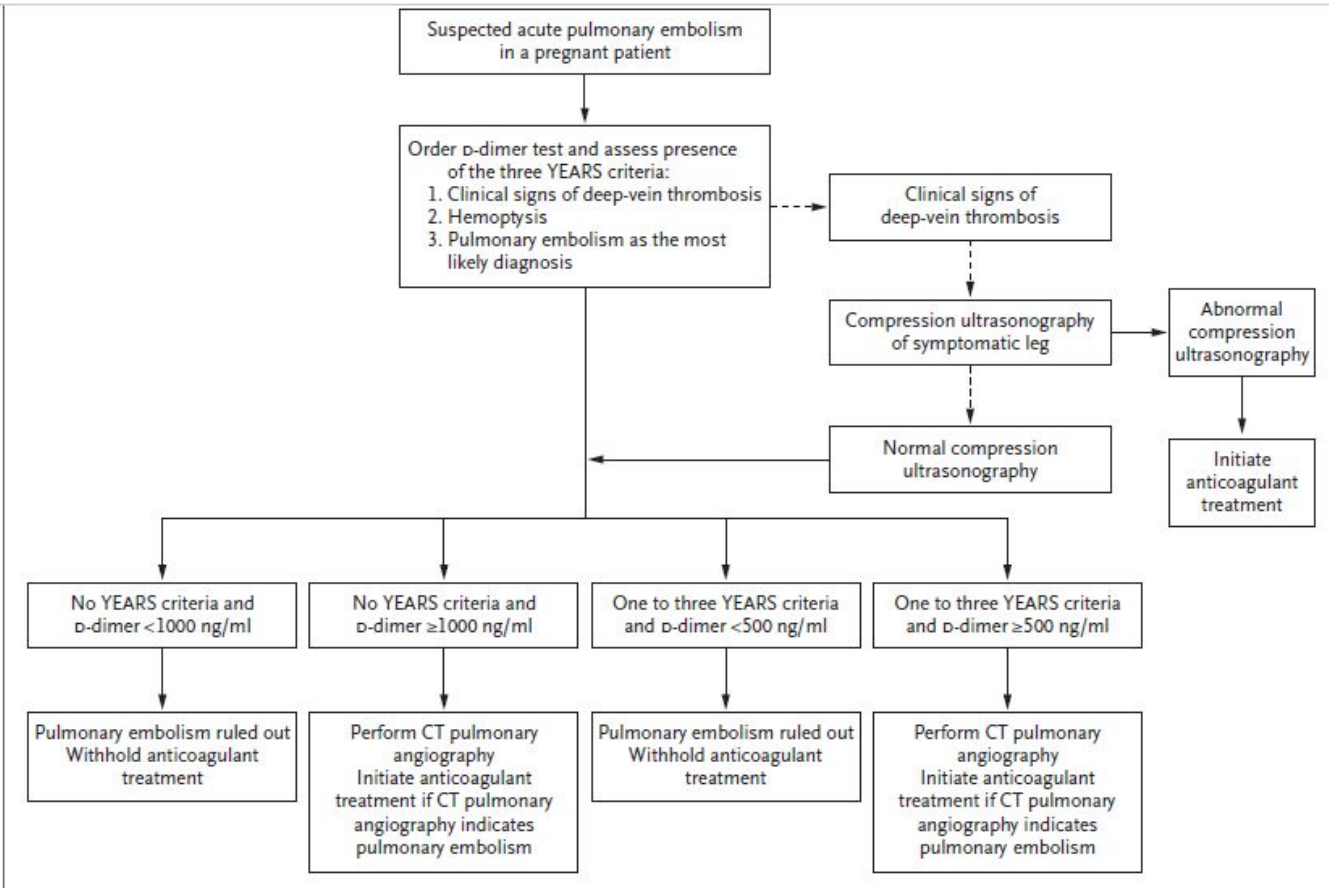 Suspected acute pulmonary embolism
in a pregnant patient
Order D-dimer test and assess presence
of the three YEARS criteria:
1. Clinical signs of deep-vein thrombosis
2. Hemoptysis
3. Pulmonary embolism as the most
likely diagnosis
Clinical signs of
deep-vein thrombosis
Compression ultrasonography
of symptomatic leg
Abnormal
compression
ultrasonography
Normal compression
ultrasonography
Initiate
anticoagulant
treatment
No YEARS criteria and
D-dimer <1000 ng/ml
No YEARS criteria and
D-dimer ≥1000 ng/ml
One to three YEARS criteria
and D-dimer <500 ng/ml
One to three YEARS criteria
and D-dimer ≥500 ng/ml
Pulmonary embolism ruled out
Withhold anticoagulant
treatment
Perform CT pulmonary
angiography
Initiate anticoagulant
treatment if CT pulmonary
angiography indicates
pulmonary embolism
Pulmonary embolism ruled out
Withhold anticoagulant
treatment
Perform CT pulmonary
angiography
Initiate anticoagulant
treatment if CT pulmonary
angiography indicates
pulmonary embolism